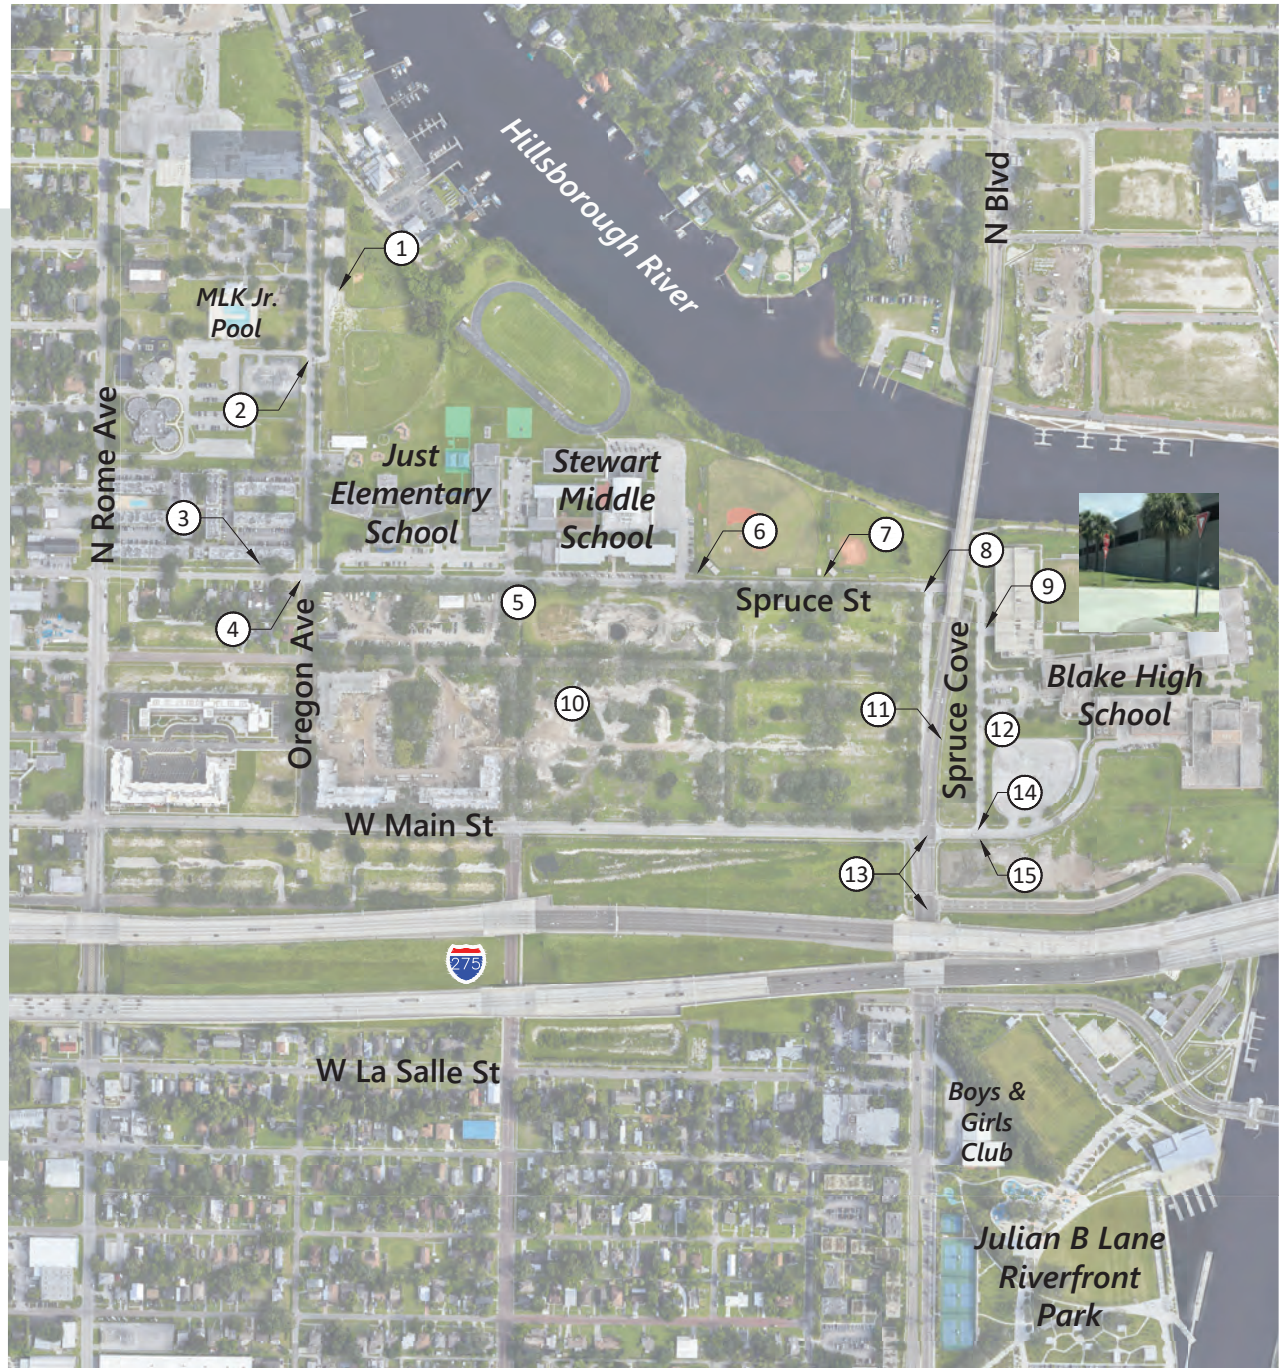 Hillsborough River
N Blvd
1
MLK Jr.
Pool
2
N Rome Ave
Just
Elementary
School
Stewart
Middle
School
3
6
7
8
9
4
5
Spruce St
Oregon Ave
Spruce Cove
Blake High
School
10
11
12
14
W Main St
13
15
275
W La Salle St
Boys &
Girls
Club
Julian B Lane
Riverfront
Park